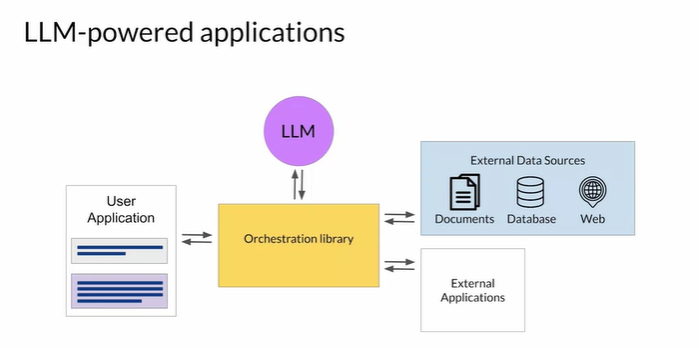 LLM-powered applications
LLM
External Data Sources
Documents
Database
Web
User
Application
Orchestration library
External
Applications